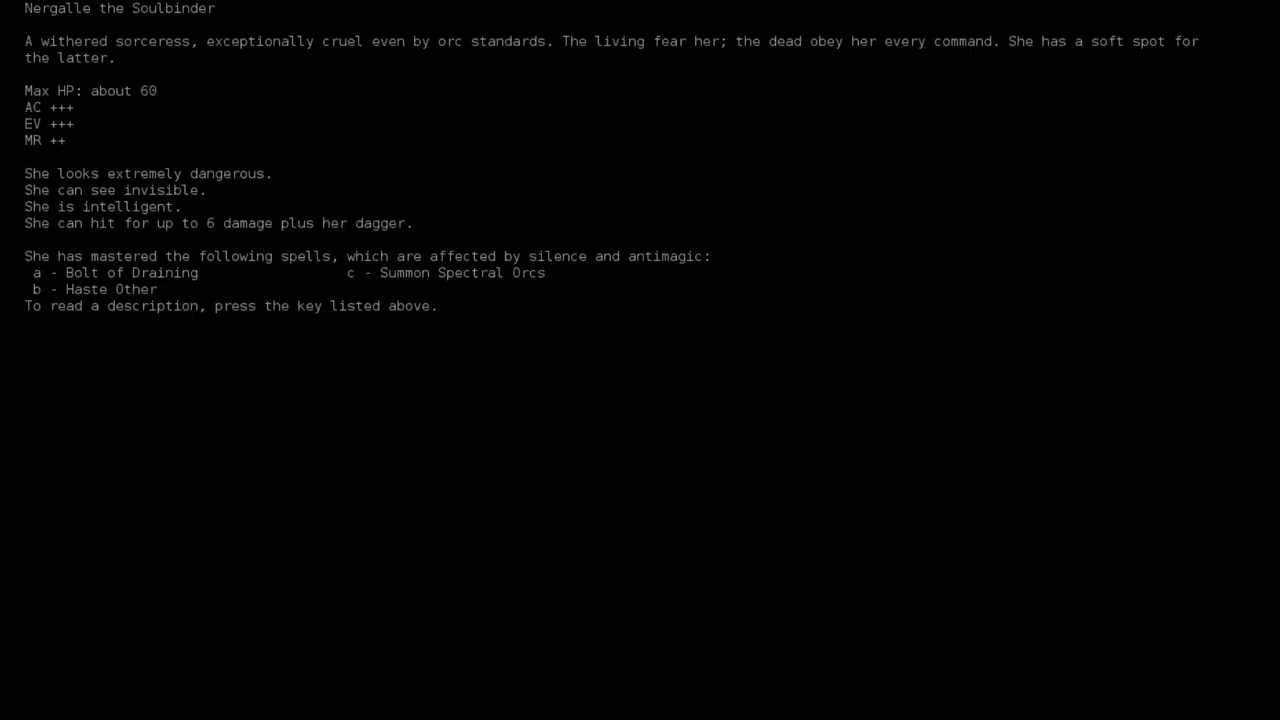 Nergalle the Soulbinder
A withered sorceress, exceptionally cruel even by orc standards. The living fear her; the dead obey her every command. She has a soft spot for
the latter.
Max HP: about 60
AC +++
EV +++
MR ++
She looks extremely dangerous.
She can see invisible.
She is intelligent.
She can hit for up to 6 damage plus her dagger.
She has mastered the following spells, which are affected by silence and antimagic:
a - Bolt of Draining c - Summon Spectral Orcs
b - Haste Other
To read a description, press the key listed above.